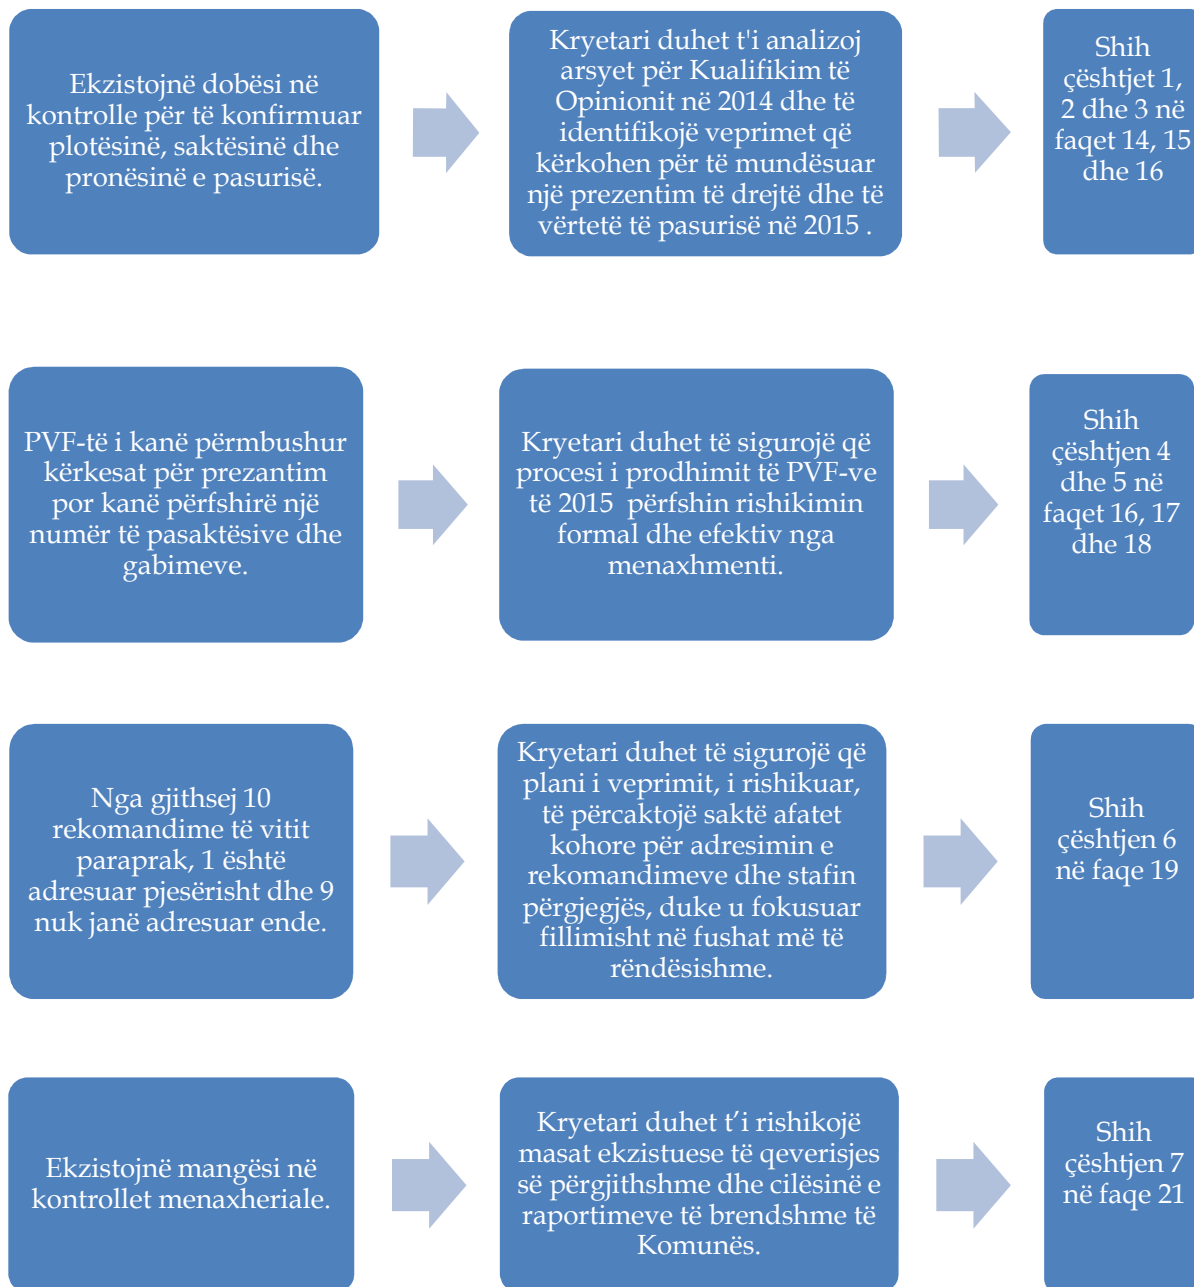 Ekzistojnë dobësi në
kontrolle për të konfirmuar
plotësinë, saktësinë dhe
pronësinë e pasurisë.
Kryetari duhet t'i analizoj
arsyet për Kualifikim të
Opinionit në 2014 dhe të
identifikojë veprimet që
kërkohen për të mundësuar
një prezentim të drejtë dhe të
vërtetë të pasurisë në 2015 .
Shih
çështjet 1,
2 dhe 3 në
faqet 14, 15
dhe 16
PVF-të i kanë përmbushur
kërkesat për prezantim
por kanë përfshirë një
numër të pasaktësive dhe
gabimeve.
Kryetari duhet të sigurojë që
procesi i prodhimit të PVF-ve
të 2015 përfshin rishikimin
formal dhe efektiv nga
menaxhmenti.
Shih
çështjen 4
dhe 5 në
faqet 16, 17
dhe 18
Nga gjithsej 10
rekomandime të vitit
paraprak, 1 është
adresuar pjesërisht dhe 9
nuk janë adresuar ende.
Kryetari duhet të sigurojë që
plani i veprimit, i rishikuar,
të përcaktojë saktë afatet
kohore për adresimin e
rekomandimeve dhe stafin
përgjegjës, duke u fokusuar
fillimisht në fushat më të
rëndësishme.
Shih
çështjen 6
në faqe 19
Ekzistojnë mangësi në
kontrollet menaxheriale.
Kryetari duhet t’i rishikojë
masat ekzistuese të qeverisjes
së përgjithshme dhe cilësinë e
raportimeve të brendshme të
Komunës.
Shih
çështjen 7
në faqe 21